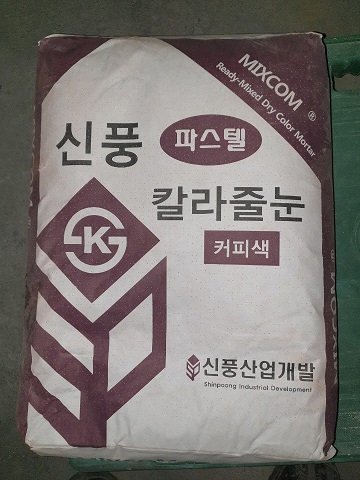 MIXCOM ®
Ready-Mixed Dry Color Mortar
신풍 파스텔
칼라줄눈
KS
커피색
MIXCOM ®
신풍산업개발
Shinpoong Industrial Development